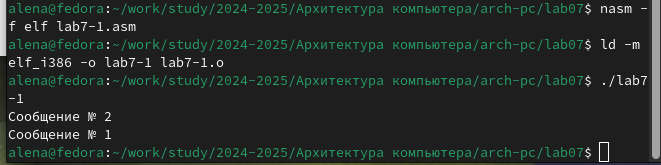 alena@fedora:~/work/study/2024-2025/Архитектура компьютера/arch-pc/lab07$ nasm -
f elf lab7-1.asm
alena@fedora:~/work/study/2024-2025/Архитектура компьютера/arch-pc/lab07$ ld -m
elf_i386 -o lab7-1 lab7-1.o
alena@fedora:~/work/study/2024-2025/Архитектура компьютера/arch-pc/lab07$ ./lab7
-1
Сообщение № 2
Сообщение № 1
alena@fedora:~/work/study/2024-2025/Архитектура компьютера/arch-pc/lab07$